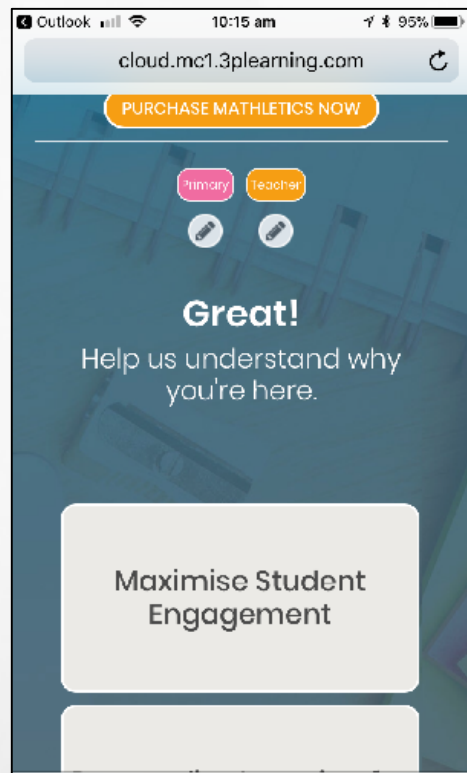 Outlook 10:15 am 95%
cloud.mc1.3plearning.com
PURCHASE MATHLETICS NOW
Primary Teacher
Great!
Help us understand why
you're here.
Maximise Student
Engagement